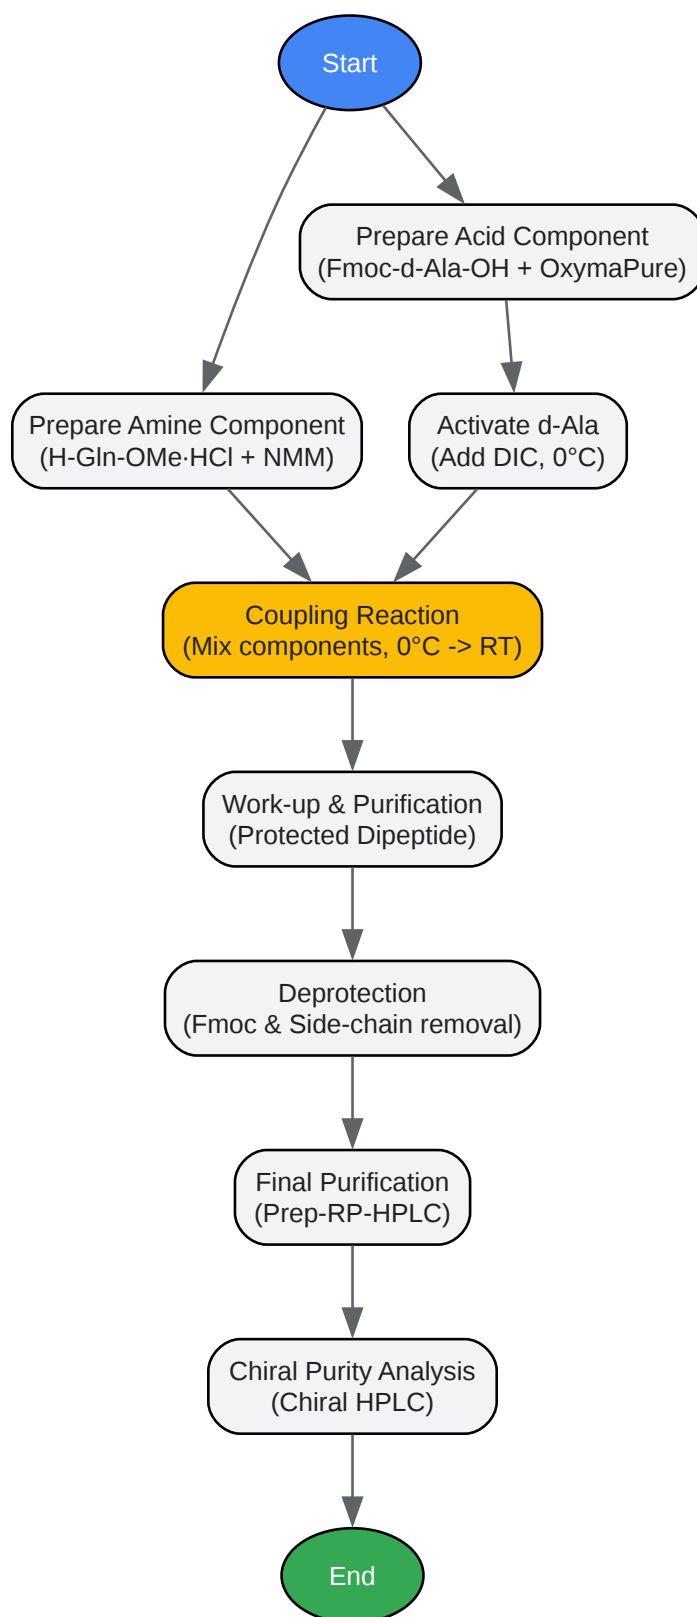 Start
Prepare Acid Component
(Fmoc-d-Ala-OH + OxymaPure)
Prepare Amine Component
(H-Gln-OMe·HCl + NMM)
Activate d-Ala
(Add DIC, 0°C)
Coupling Reaction
(Mix components, 0°C -> RT)
Work-up & Purification
(Protected Dipeptide)
Deprotection
(Fmoc & Side-chain removal)
Final Purification
(Prep-RP-HPLC)
Chiral Purity Analysis
(Chiral HPLC)
End